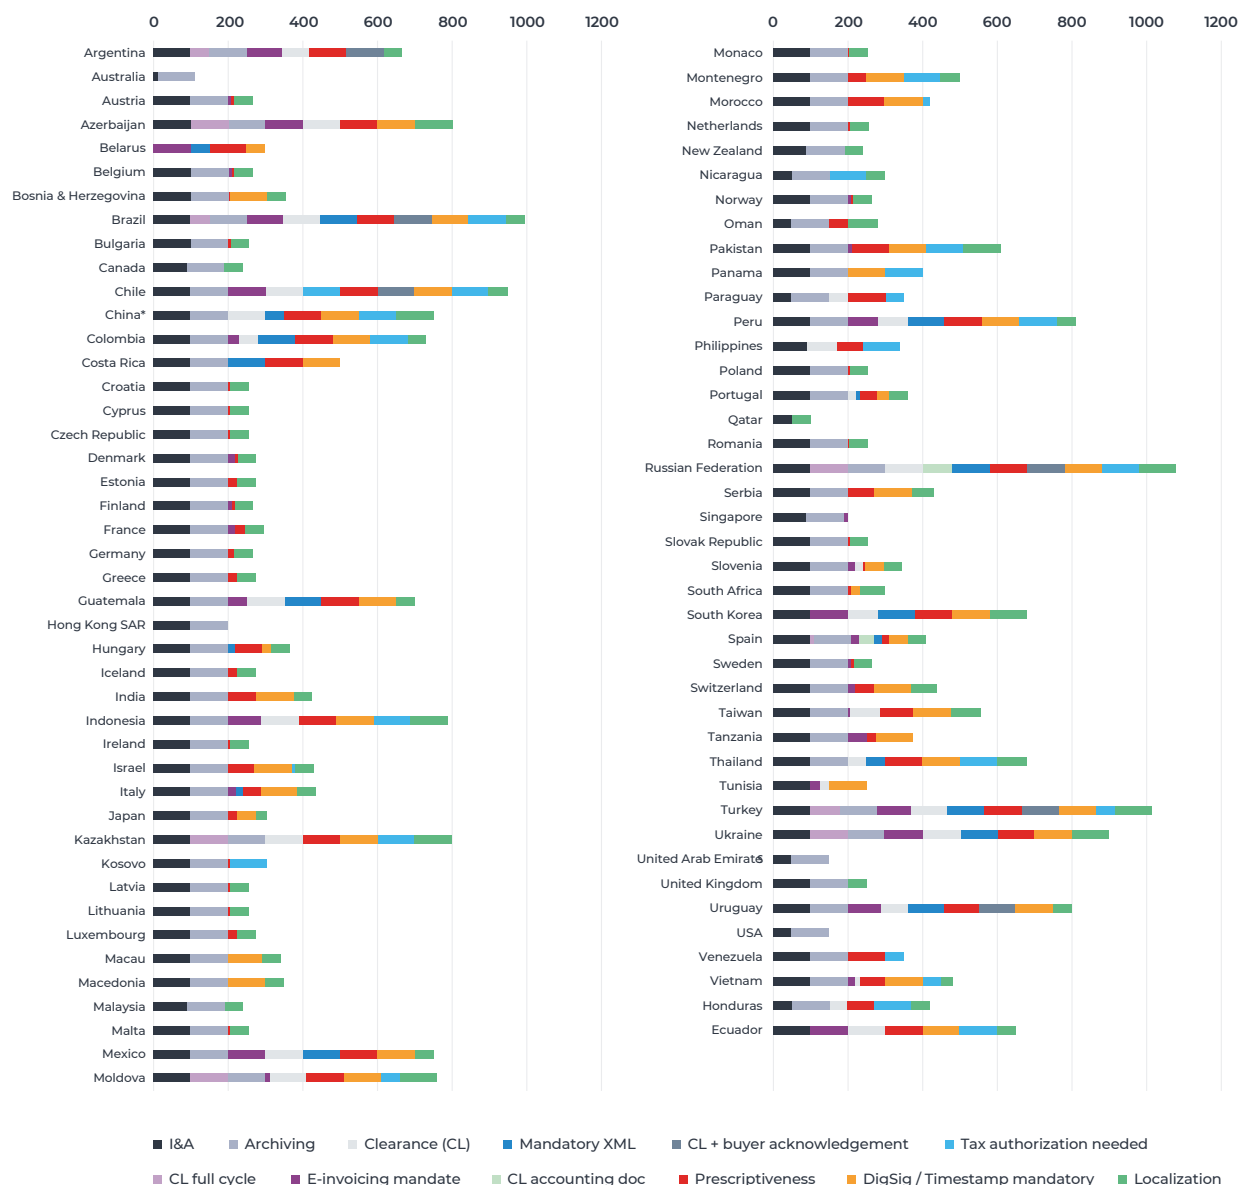 0 200 400 600 800 1000 1200
Argentina
Australia
Austria
Azerbaijan
Belarus
Belgium
Bosnia & Herzegovina
Brazil
Bulgaria
Canada
Chile
China*
Colombia
Costa Rica
Croatia
Cyprus
Czech Republic
Denmark
Estonia
Finland
France
Germany
Greece
Guatemala
Hong Kong SAR
Hungary
Iceland
India
Indonesia
Ireland
Israel
Italy
Japan
Kazakhstan
Kosovo
Latvia
Lithuania
Luxembourg
Macau
Macedonia
Malaysia
Malta
Mexico
Moldova
0 200 400 600 800 1000 1200
Monaco
Montenegro
Morocco
Netherlands
New Zealand
Nicaragua
Norway
Oman
Pakistan
Panama
Paraguay
Peru
Philippines
Poland
Portugal
Qatar
Romania
Russian Federation
Serbia
Singapore
Slovak Republic
Slovenia
South Africa
South Korea
Spain
Sweden
Switzerland
Taiwan
Tanzania
Thailand
Tunisia
Turkey
Ukraine
United Arab Emirates
United Kingdom
Uruguay
USA
Venezuela
Vietnam
Honduras
Ecuador
I&A Archiving Clearance (CL) Mandatory XML CL + buyer acknowledgement Tax authorization needed
CL full cycle E-invoicing mandate CL accounting doc Prescriptiveness DigSig / Timestamp mandatory Localization